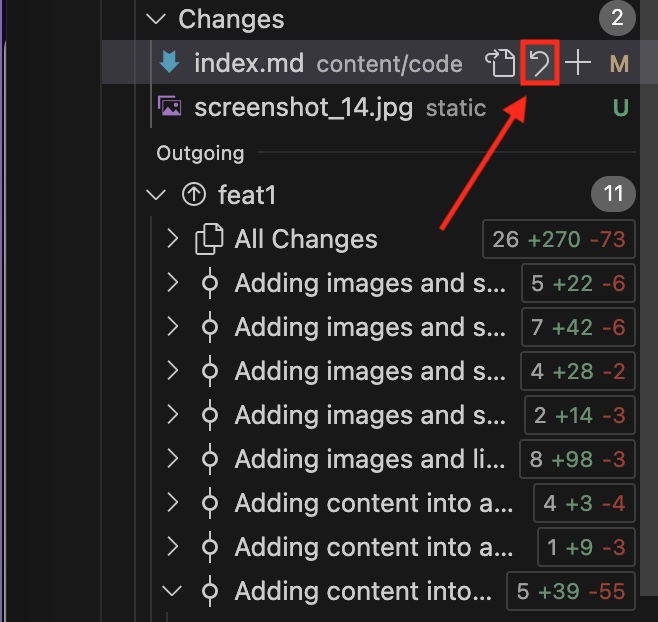 Changes 2
index.md content/code M
screenshot_14.jpg static U
Outgoing
feat1 11
All Changes 26 +270 -73
Adding images and s... 5 +22 -6
Adding images and s... 7 +42 -6
Adding images and s... 4 +28 -2
Adding images and s... 2 +14 -3
Adding images and li... 8 +98 -3
Adding content into a... 4 +3 -4
Adding content into a... 1 +9 -3
Adding content into... 5 +39 -55